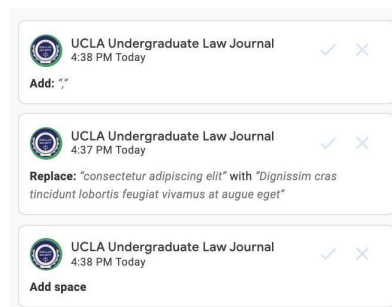 UCLA Undergraduate Law Journal
4:38 PM Today
Add: “,”
UCLA Undergraduate Law Journal
4:37 PM Today
Replace: “consectetur adipiscing elit” with “Dignissim cras
tincidunt lobortis feugiat vivamus at augue eget”
UCLA Undergraduate Law Journal
4:38 PM Today
Add space